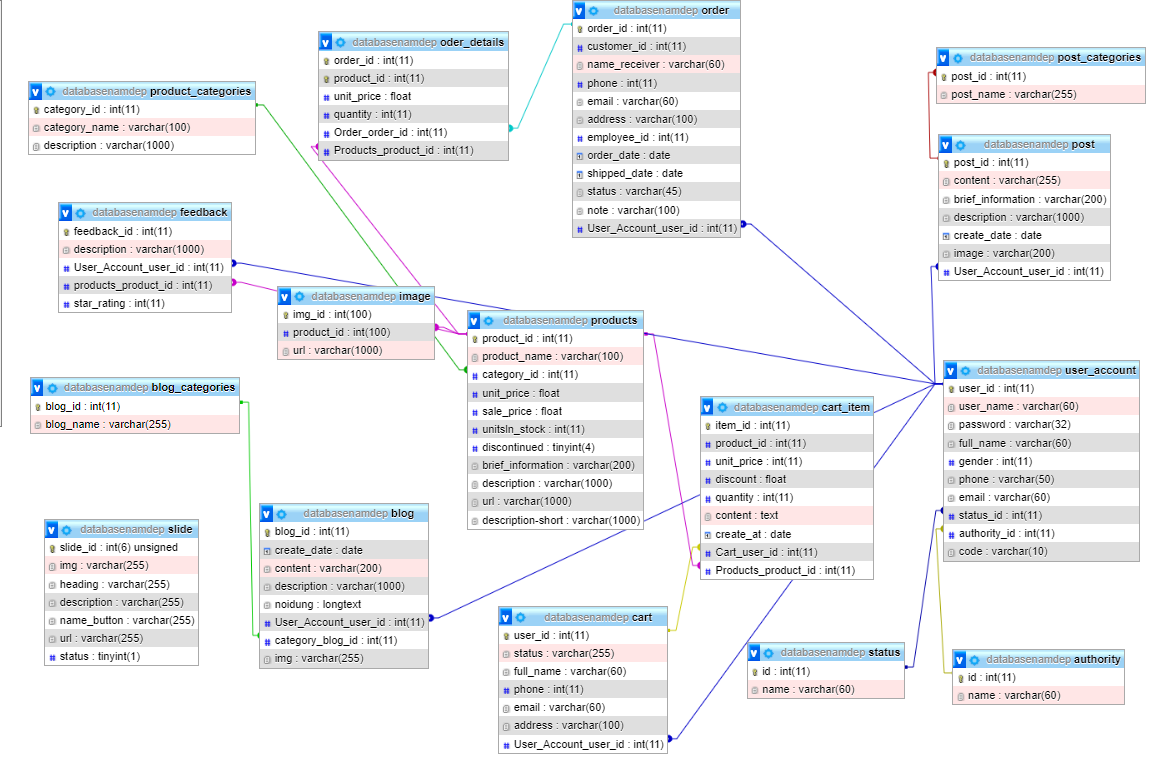 databasenamdep product_categories
category_id : int(11)
category_name : varchar(100)
description : varchar(1000)
databasenamdep oder_details
order_id : int(11)
product_id : int(11)
unit_price : float
quantity : int(11)
Order_order_id : int(11)
Products_product_id : int(11)
databasenamdep order
order_id : int(11)
customer_id : int(11)
name_receiver : varchar(60)
phone : int(11)
email : varchar(60)
address : varchar(100)
employee_id : int(11)
order_date : date
shipped_date : date
status : varchar(45)
note : varchar(100)
User_Account_user_id : int(11)
databasenamdep post_categories
post_id : int(11)
post_name : varchar(255)
databasenamdep post
post_id : int(11)
content : varchar(255)
brief_information : varchar(200)
description : varchar(1000)
create_date : date
image : varchar(200)
User_Account_user_id : int(11)
databasenamdep feedback
feedback_id : int(11)
description : varchar(1000)
User_Account_user_id : int(11)
products_product_id : int(11)
star_rating : int(11)
databasenamdep image
img_id : int(100)
product_id : int(100)
url : varchar(1000)
databasenamdep products
product_id : int(11)
product_name : varchar(100)
category_id : int(11)
unit_price : float
sale_price : float
unitsIn_stock : int(11)
discontinued : tinyint(4)
brief_information : varchar(200)
description : varchar(1000)
url : varchar(1000)
description-short : varchar(1000)
databasenamdep user_account
user_id : int(11)
user_name : varchar(60)
password : varchar(32)
full_name : varchar(60)
gender : int(11)
phone : varchar(50)
email : varchar(60)
status_id : int(11)
authority_id : int(11)
code : varchar(10)
databasenamdep blog_categories
blog_id : int(11)
blog_name : varchar(255)
databasenamdep cart_item
item_id : int(11)
product_id : int(11)
unit_price : int(11)
discount : float
quantity : int(11)
content : text
create_at : date
Cart_user_id : int(11)
Products_product_id : int(11)
databasenamdep slide
slide_id : int(6) unsigned
img : varchar(255)
heading : varchar(255)
description : varchar(255)
name_button : varchar(255)
url : varchar(255)
status : tinyint(1)
databasenamdep blog
blog_id : int(11)
create_date : date
content : varchar(200)
description : varchar(1000)
noidung : longtext
User_Account_user_id : int(11)
category_blog_id : int(11)
img : varchar(255)
databasenamdep cart
user_id : int(11)
status : varchar(255)
full_name : varchar(60)
phone : int(11)
email : varchar(60)
address : varchar(100)
User_Account_user_id : int(11)
databasenamdep status
id : int(11)
name : varchar(60)
databasenamdep authority
id : int(11)
name : varchar(60)